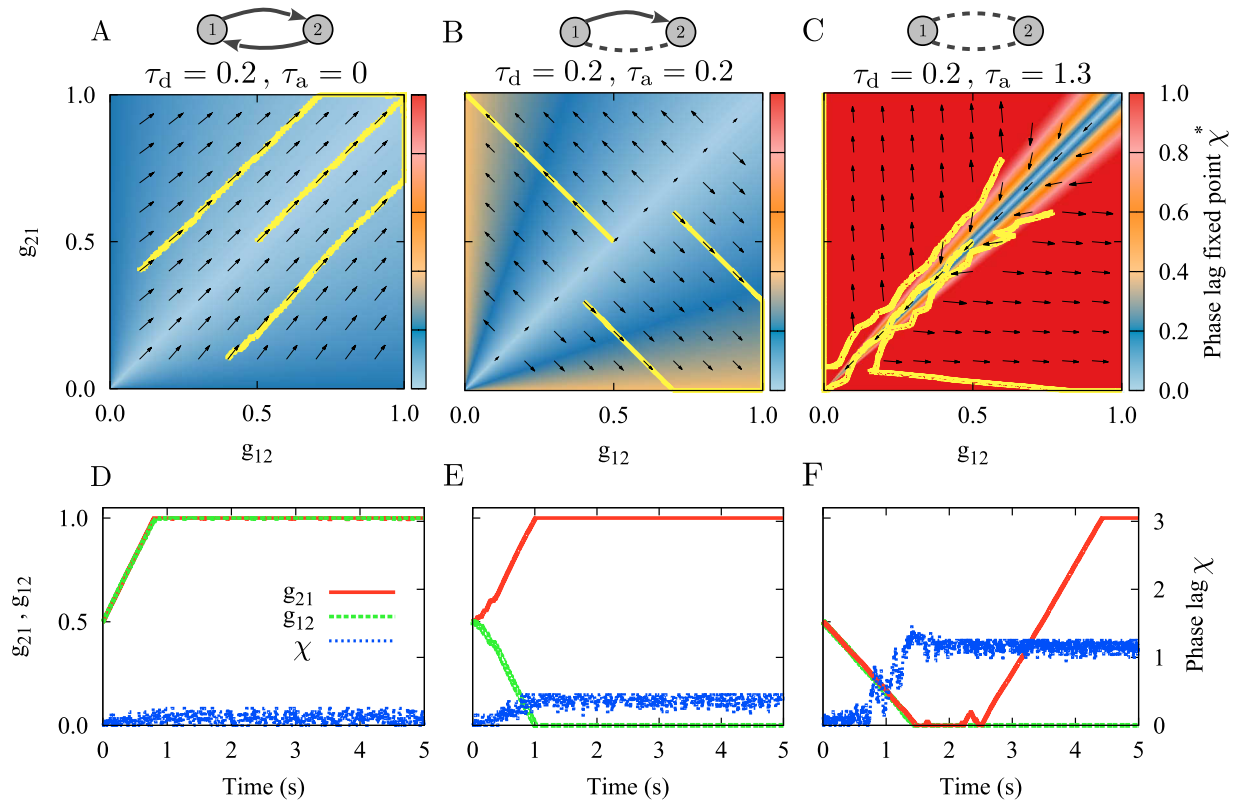 A 1 2 B 1 2 C 1 2
τd = 0.2 , τa = 0 τd = 0.2 , τa = 0.2 τd = 0.2 , τa = 1.3
1.0 1.0
0.8
0.5 0.6
0.4
0.2
0.0 0.0
g21
Phase lag fixed point χ*
0.0 0.5 1.0 0.0 0.5 1.0 0.0 0.5 1.0
g12 g12 g12
D E F
1.0 3
2
0.5
1
0.0 0
g21 , g12
g21
g12
χ
Phase lag χ
0 1 2 3 4 5 0 1 2 3 4 5 0 1 2 3 4 5
Time (s) Time (s) Time (s)